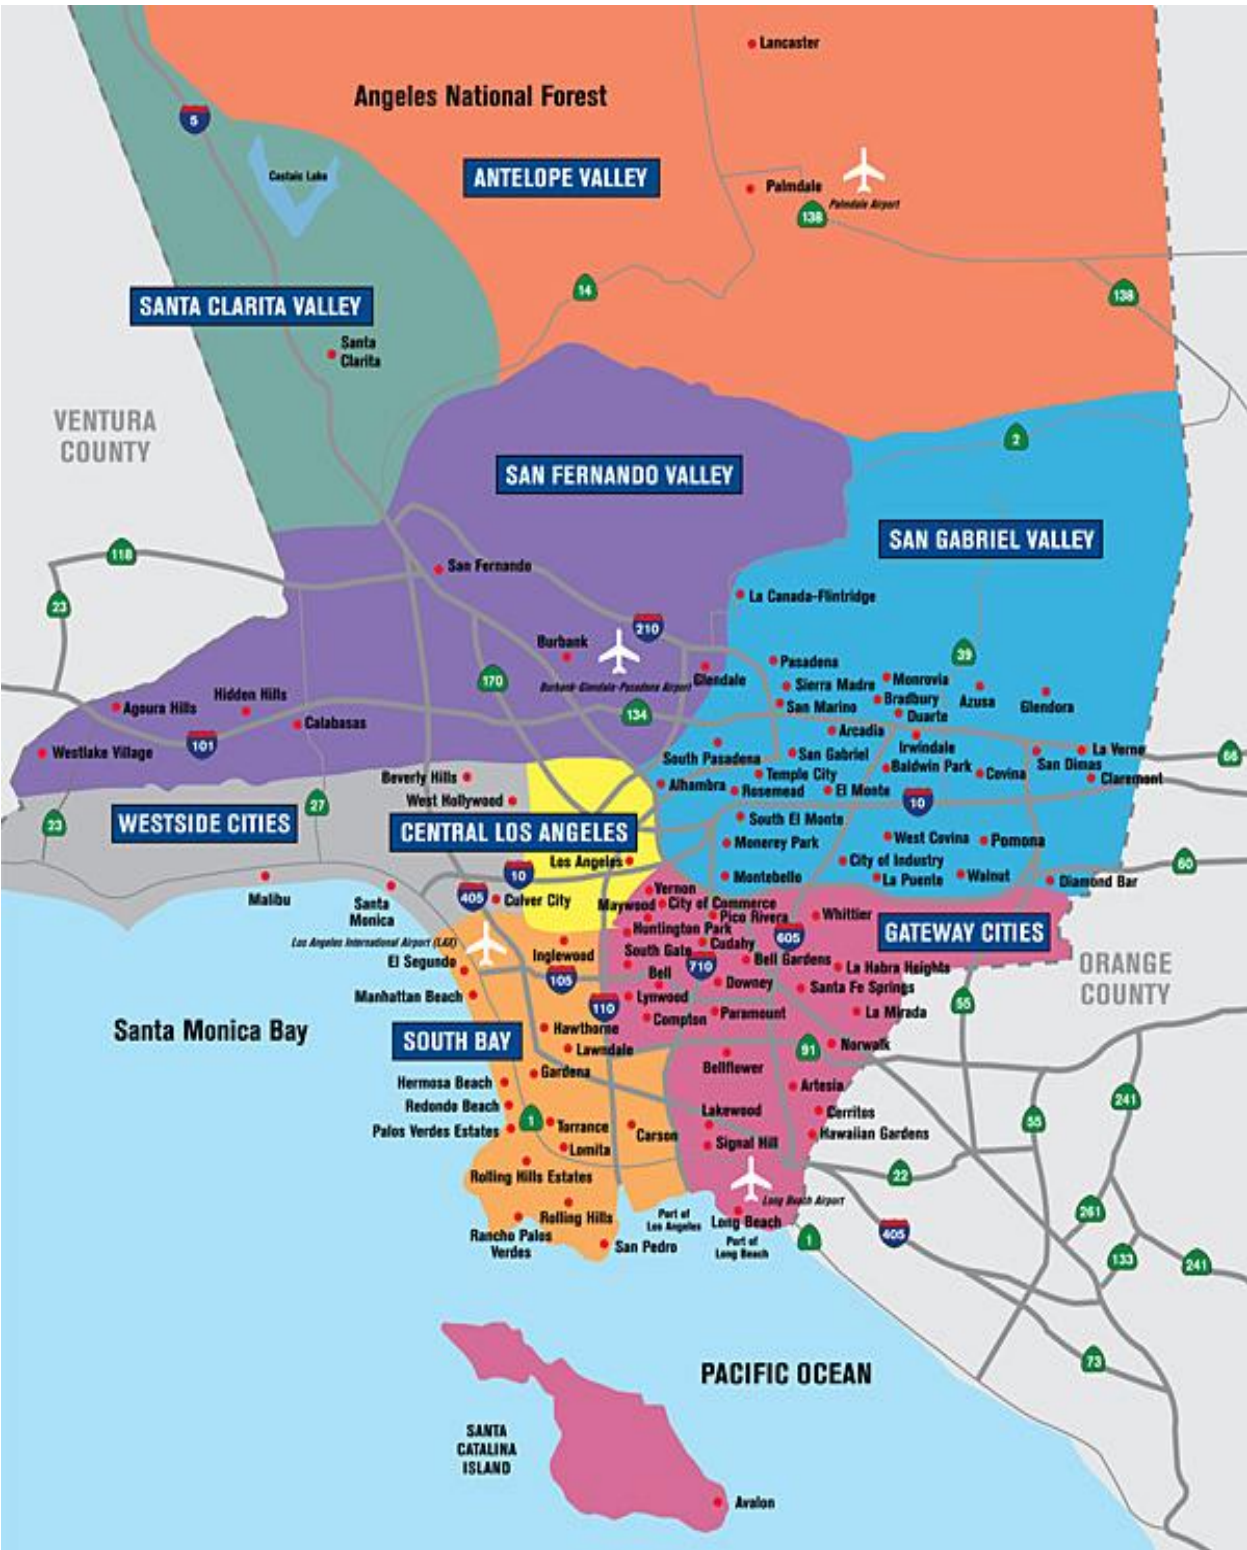 Lancaster
Angeles National Forest
5
Castaic Lake
ANTELOPE VALLEY
Palmdale
Palmdale Airport
138
14
138
SANTA CLARITA VALLEY
Santa
Clarita
VENTURA
COUNTY
2
SAN FERNANDO VALLEY
SAN GABRIEL VALLEY
118
San Fernando
23
La Canada-Flintridge
210
Burbank
39
Burbank-Glendale-Pasadena Airport
Glendale
170
134
Pasadena
Sierra Madre
Monrovia
San Marino
Bradbury
Azusa
Glendora
Duarte
Hidden Hills
Agoura Hills
Calabasas
101
Westlake Village
Arcadia
Irwindale
South Pasadena
San Gabriel
La Verne
66
San Dimas
Baldwin Park
Covina
Temple City
Claremont
Alhambra
Rosemead
El Monte
10
Beverly Hills
West Hollywood
27
23
WESTSIDE CITIES
CENTRAL LOS ANGELES
South El Monte
Monerey Park
West Covina
Pomona
Los Angeles
City of Industry
60
Montebello
La Puente
Walnut
Diamond Bar
10
405
Culver City
Malibu
Santa
Monica
Vernon
Maywood
City of Commerce
Pico Rivera
Whittier
Huntington Park
605
GATEWAY CITIES
Los Angeles International Airport (LAX)
El Segundo
Inglewood
South Gate
Cudahy
Bell Gardens
710
La Habra Heights
ORANGE
COUNTY
105
Bell
Downey
Santa Fe Springs
Manhattan Beach
110
Lynwood
55
Compton
Paramount
La Mirada
Santa Monica Bay
SOUTH BAY
Hawthorne
Lawndale
91
Norwalk
Bellflower
Gardena
Hermosa Beach
Artesia
241
Redondo Beach
Lakewood
Cerritos
55
Palos Verdes Estates
1
Torrance
Carson
Hawaiian Gardens
Signal Hill
Lomita
Rolling Hills Estates
22
Long Beach Airport
Rolling Hills
Port of
Los Angeles
Long Beach
261
Rancho Palos
Verdes
San Pedro
Port of
Long Beach
1
405
133
241
73
PACIFIC OCEAN
SANTA
CATALINA
ISLAND
Avalon